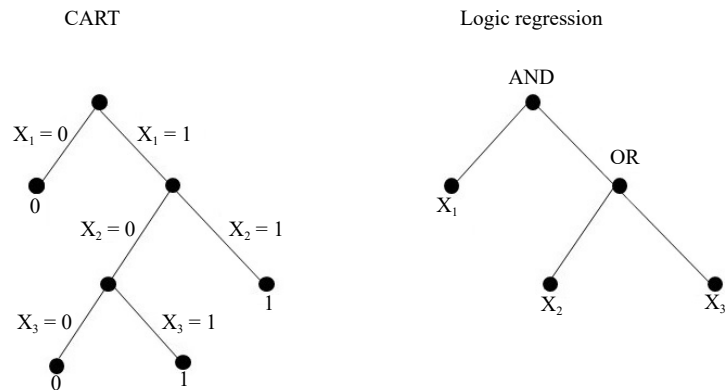 CART
X₁ = 0
X₁ = 1
0
X₂ = 0
X₂ = 1
X₃ = 0
X₃ = 1
1
0
1
Logic regression
AND
OR
X₁
X₂
X₃